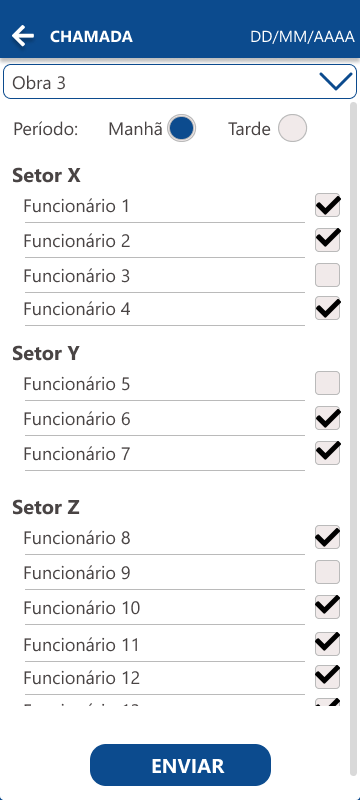 CHAMADA DD/MM/AAAA
Obra 3
Período: Manhã Tarde
Setor X
Funcionário 1
Funcionário 2
Funcionário 3
Funcionário 4
Setor Y
Funcionário 5
Funcionário 6
Funcionário 7
Setor Z
Funcionário 8
Funcionário 9
Funcionário 10
Funcionário 11
Funcionário 12
ENVIAR